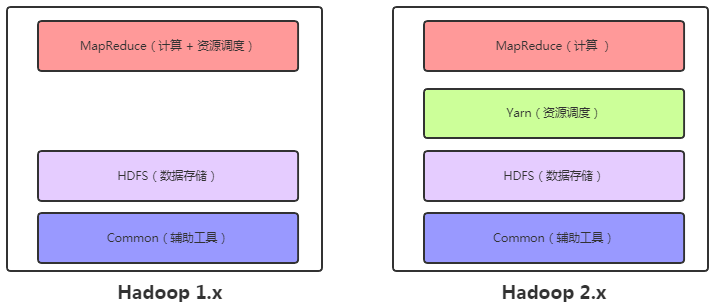 MapReduce（计算 + 资源调度）
HDFS（数据存储）
Common（辅助工具）
Hadoop 1.x
MapReduce（计算 ）
Yarn（资源调度）
HDFS（数据存储）
Common（辅助工具）
Hadoop 2.x